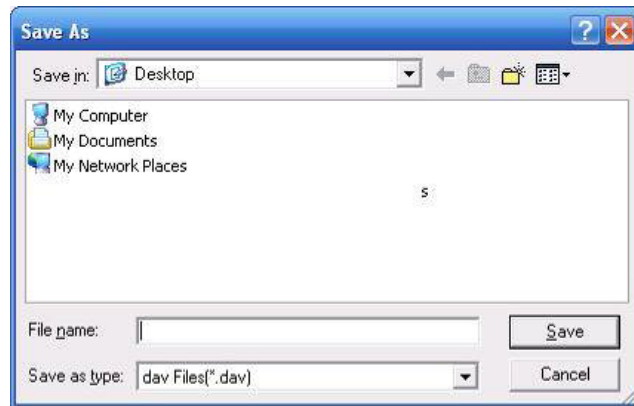 Save As
Save in: Desktop
My Computer
My Documents
My Network Places
s
File name:
Save
Save as type: dav Files(*.dav)
Cancel